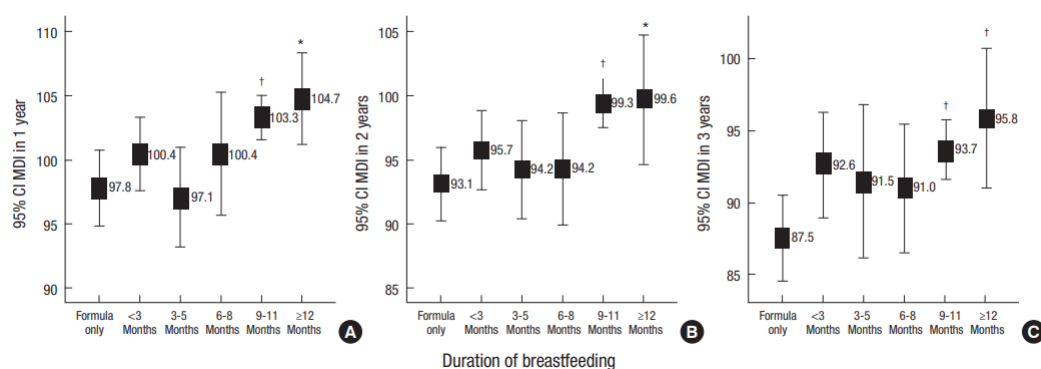 95% CI MDI in 1 year
110
105
100
95
90
97.8
100.4
97.1
100.4
†
103.3
*
104.7
Formula only
<3 Months
3-5 Months
6-8 Months
9-11 Months
≥12 Months
A
95% CI MDI in 2 years
105
100
95
90
85
93.1
95.7
94.2
94.2
†
99.3
*
99.6
Formula only
<3 Months
3-5 Months
6-8 Months
9-11 Months
≥12 Months
B
95% CI MDI in 3 years
100
95
90
85
87.5
92.6
91.5
91.0
†
93.7
†
95.8
Formula only
<3 Months
3-5 Months
6-8 Months
9-11 Months
≥12 Months
C
Duration of breastfeeding